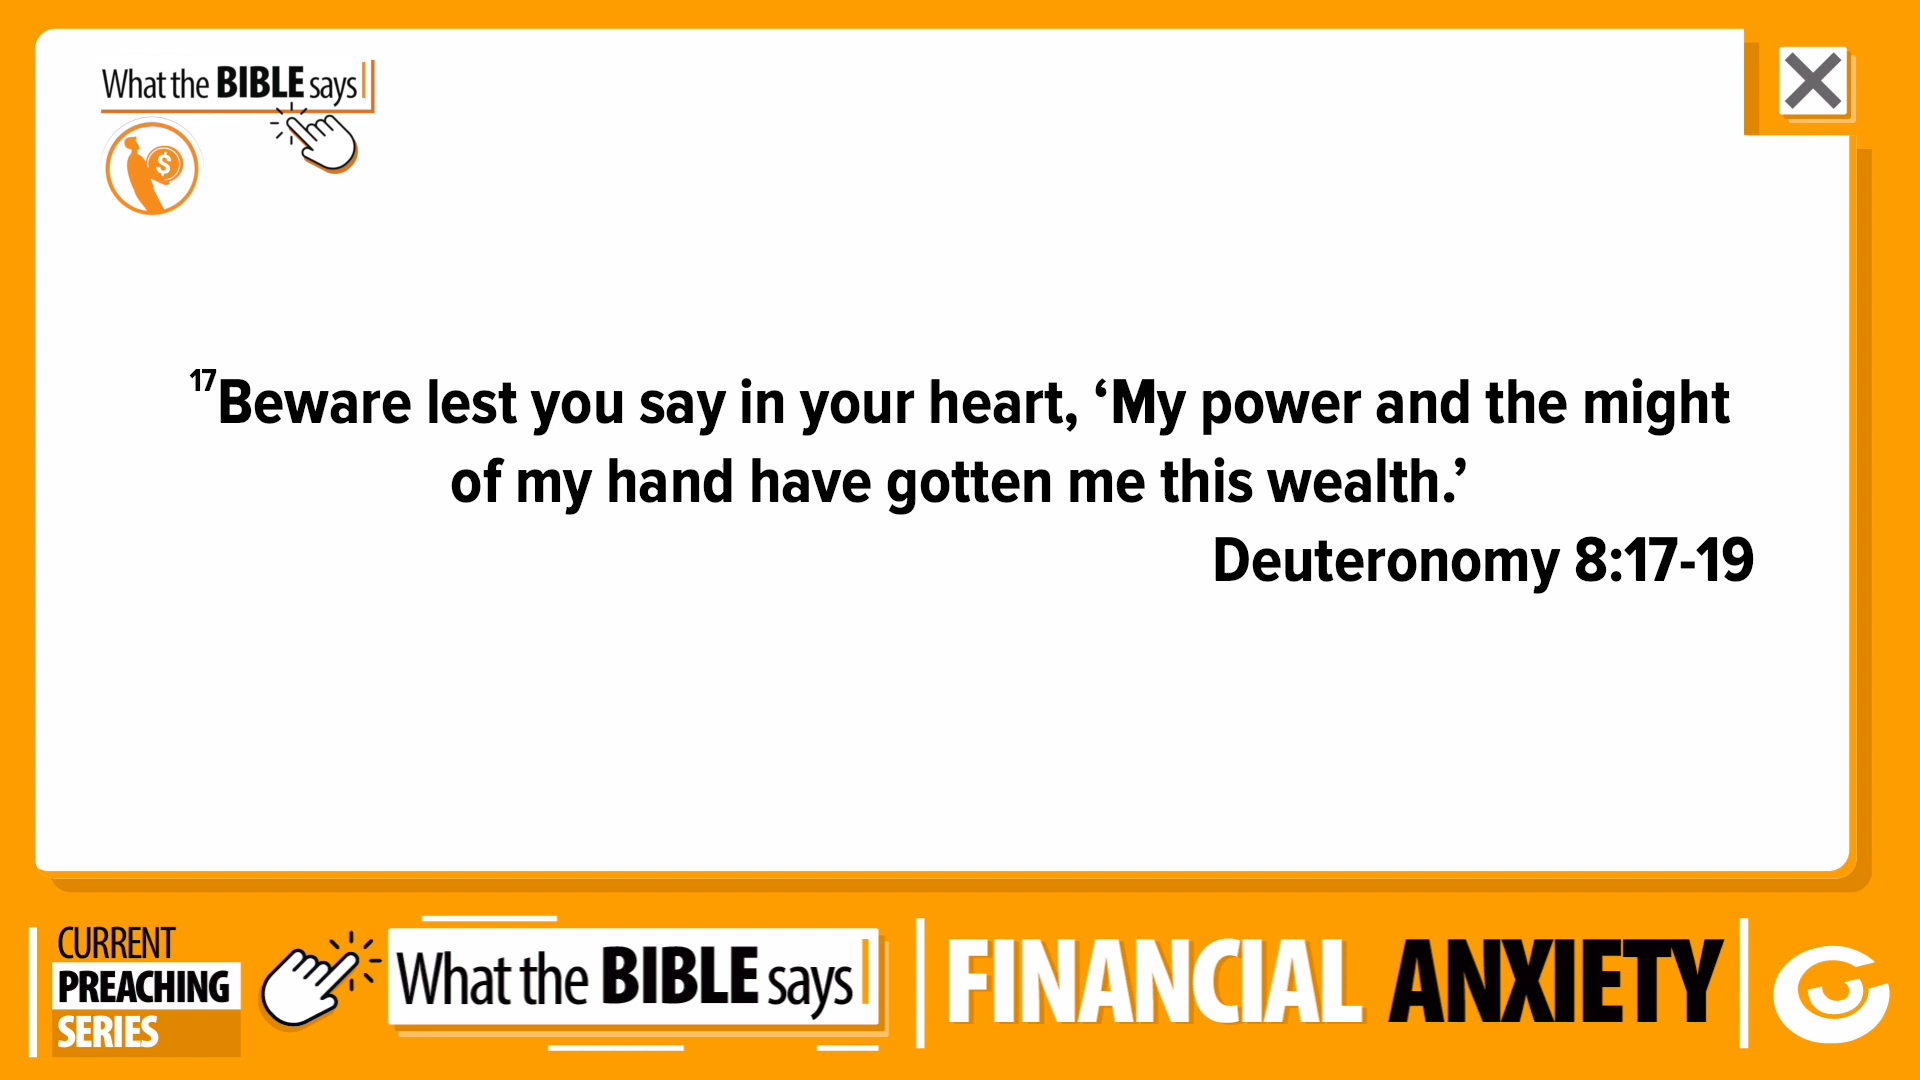 What the BIBLE says
$
¹⁷Beware lest you say in your heart, ‘My power and the might
of my hand have gotten me this wealth.’
Deuteronomy 8:17-19
CURRENT
PREACHING
SERIES
What the BIBLE says
FINANCIAL ANXIETY